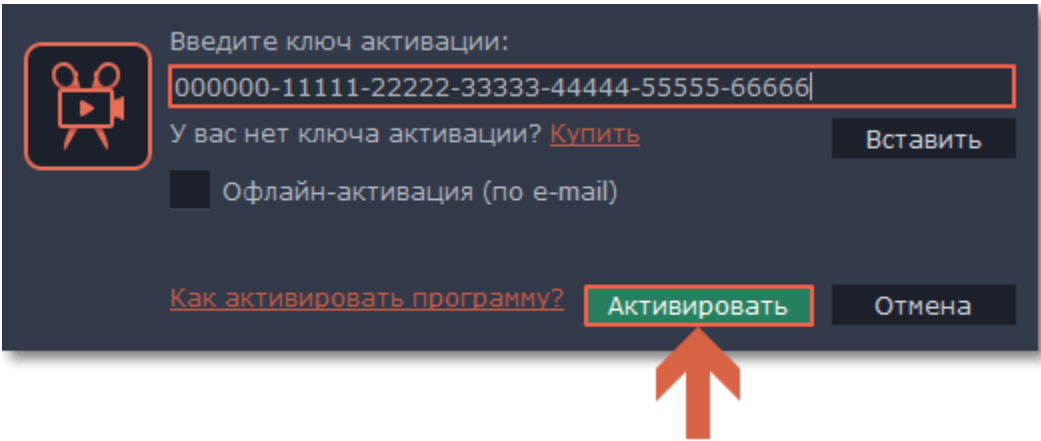 Введите ключ активации:
000000-11111-22222-33333-44444-55555-66666
У вас нет ключа активации? Купить
Вставить
Офлайн-активация (по e-mail)
Как активировать программу?
Активировать
Отмена